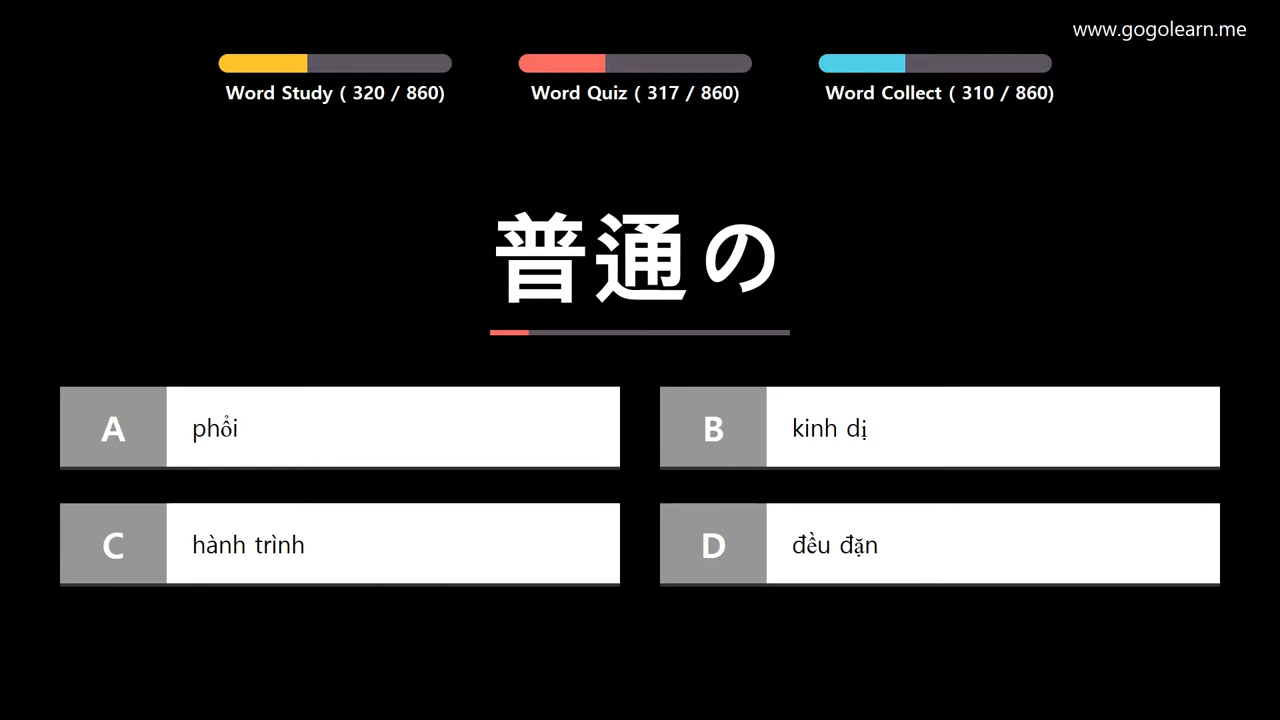 www.gogolearn.me
Word Study ( 320 / 860)
Word Quiz ( 317 / 860)
Word Collect ( 310 / 860)
普通の
A phổi
B kinh dị
C hành trình
D đều đặn